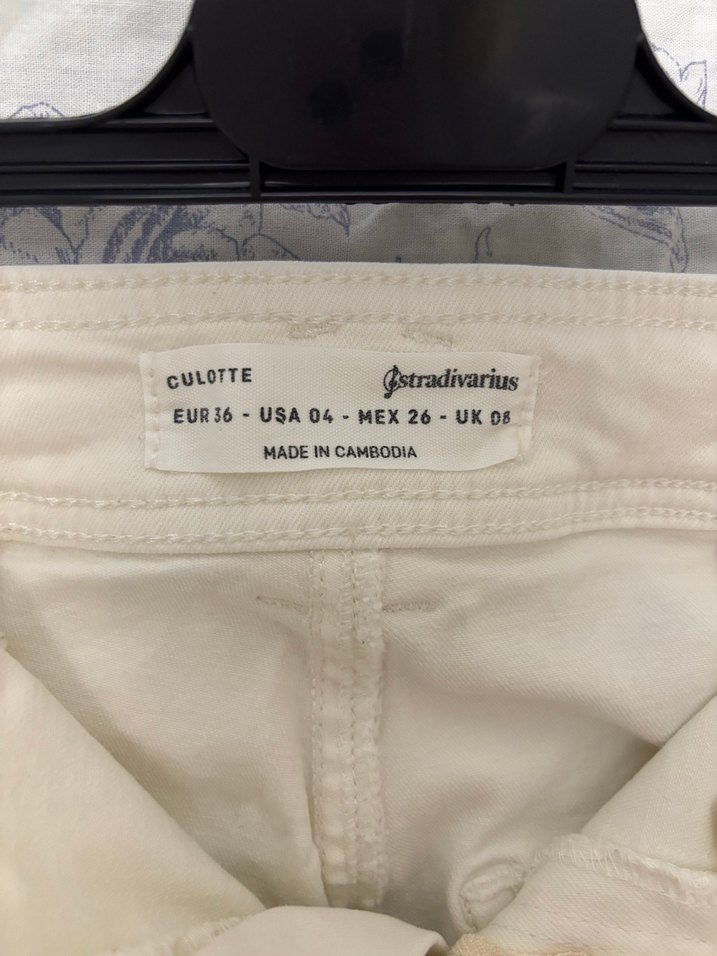 CULOTTE
stradivarius
EUR 36 - USA 04 - MEX 26 - UK 08
MADE IN CAMBODIA